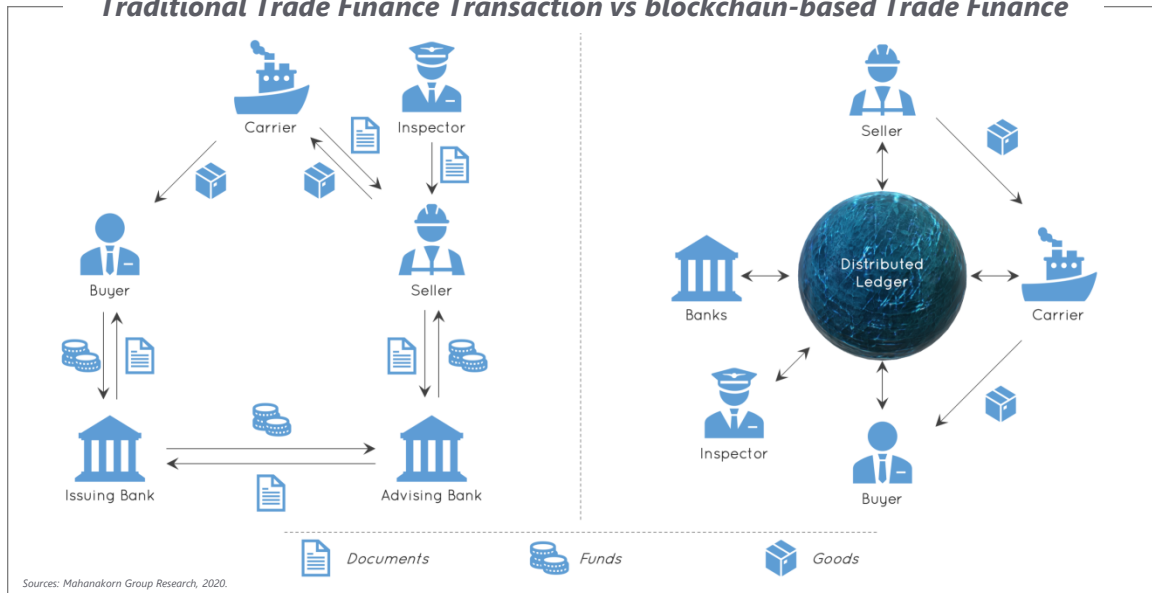 Traditional Trade Finance Transaction vs blockchain-based Trade Finance
Carrier
Inspector
Buyer
Seller
Issuing Bank
Advising Bank
Seller
Distributed
Ledger
Banks
Carrier
Inspector
Buyer
Documents
Funds
Goods
Sources: Mahanakorn Group Research, 2020.